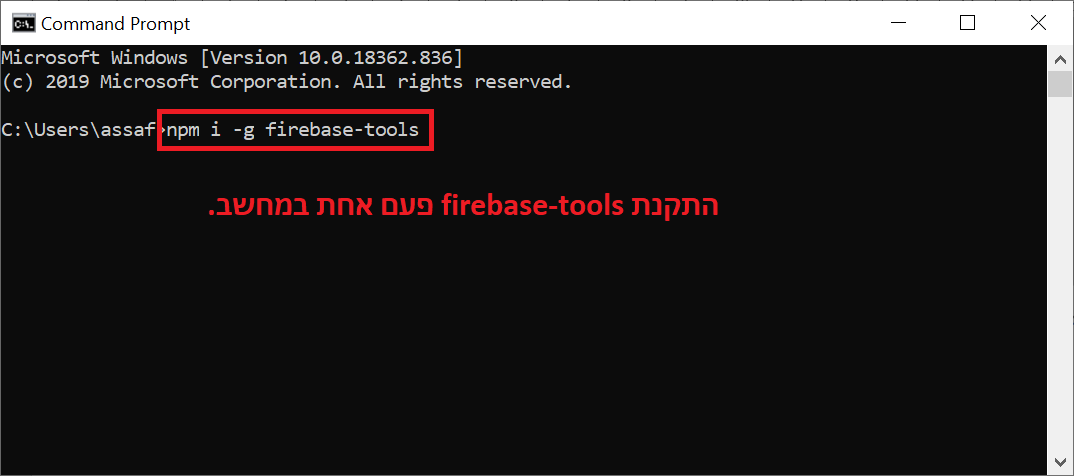 Command Prompt
Microsoft Windows [Version 10.0.18362.836]
(c) 2019 Microsoft Corporation. All rights reserved.
C:\Users\assaf>npm i -g firebase-tools
התקנת firebase-tools פעם אחת במחשב.